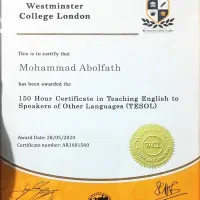 Westminster
College London
This is to certify that
Mohammad Abolfath
has been awarded the
150 Hour Certificate in Teaching English to
Speakers of Other Languages (TESOL)
Award Date: 28/05/2020
Certificate number: AR1681560